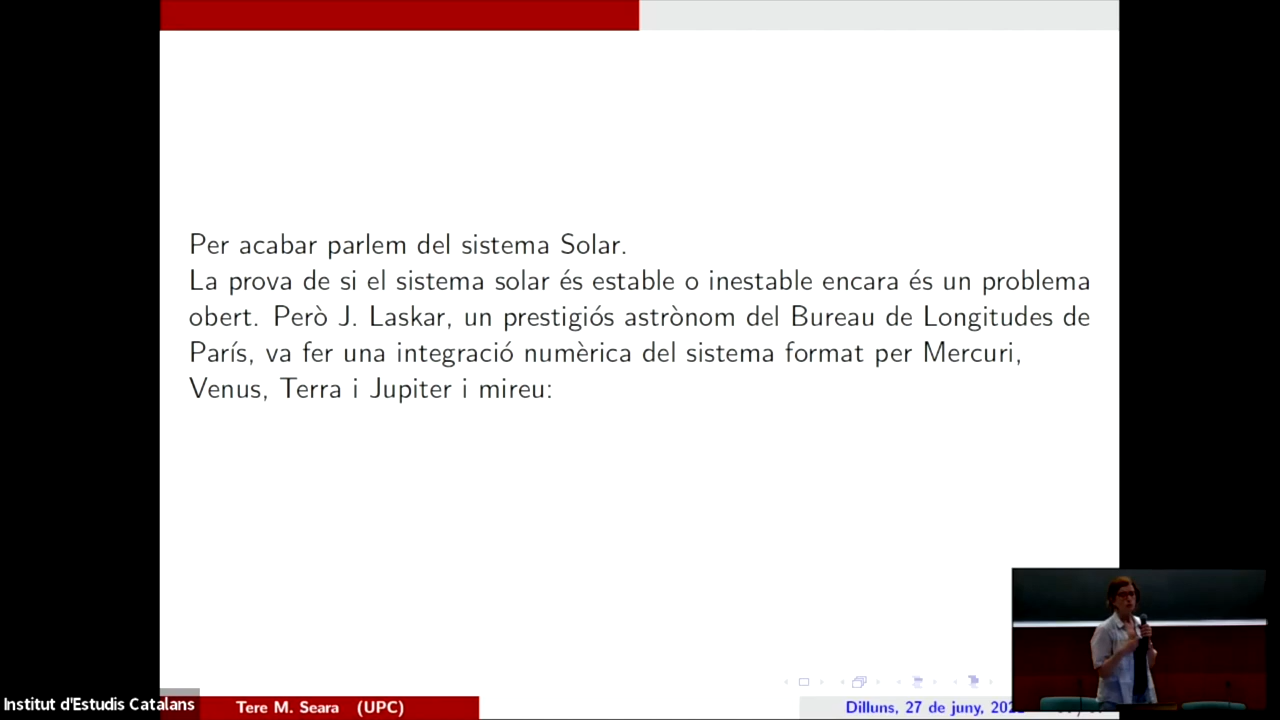 Per acabar parlem del sistema Solar.
La prova de si el sistema solar és estable o inestable encara és un problema
obert. Però J. Laskar, un prestigiós astrònom del Bureau de Longitudes de
París, va fer una integració numèrica del sistema format per Mercuri,
Venus, Terra i Jupiter i mireu:
Institut d'Estudis Catalans
Tere M. Seara (UPC)
Dilluns, 27 de juny,